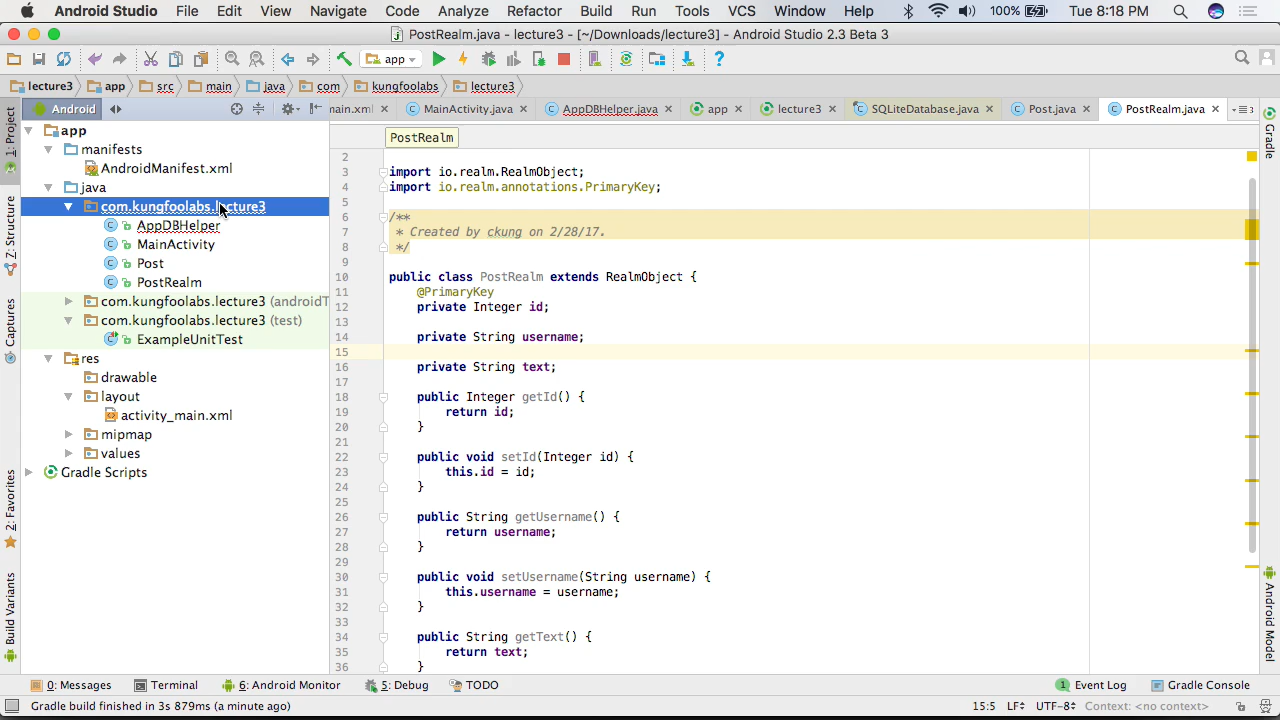 Android Studio File Edit View Navigate Code Analyze Refactor Build Run Tools VCS Window Help 100% Tue 8:18 PM
PostRealm.java - lecture3 - [~/Downloads/lecture3] - Android Studio 2.3 Beta 3
app
lecture3 app src main java com kungfoolabs lecture3
Android
main.xml MainActivity.java AppDBHelper.java app lecture3 SQLiteDatabase.java Post.java PostRealm.java
1: Project
Z: Structure
Captures
2: Favorites
Build Variants
app
manifests
AndroidManifest.xml
java
com.kungfoolabs.lecture3
AppDBHelper
MainActivity
Post
PostRealm
com.kungfoolabs.lecture3 (androidT
com.kungfoolabs.lecture3 (test)
ExampleUnitTest
res
drawable
layout
activity_main.xml
mipmap
values
Gradle Scripts
PostRealm
2
3 import io.realm.RealmObject;
4 import io.realm.annotations.PrimaryKey;
5
6 /**
7 * Created by ckung on 2/28/17.
8 */
9
10 public class PostRealm extends RealmObject {
11 @PrimaryKey
12 private Integer id;
13
14 private String username;
15
16 private String text;
17
18 public Integer getId() {
19 return id;
20 }
21
22 public void setId(Integer id) {
23 this.id = id;
24 }
25
26 public String getUsername() {
27 return username;
28 }
29
30 public void setUsername(String username) {
31 this.username = username;
32 }
33
34 public String getText() {
35 return text;
36 }
Gradle
Android Model
0: Messages Terminal 6: Android Monitor 5: Debug TODO 1 Event Log Gradle Console
Gradle build finished in 3s 879ms (a minute ago) 15:5 LF UTF-8 Context: <no context>